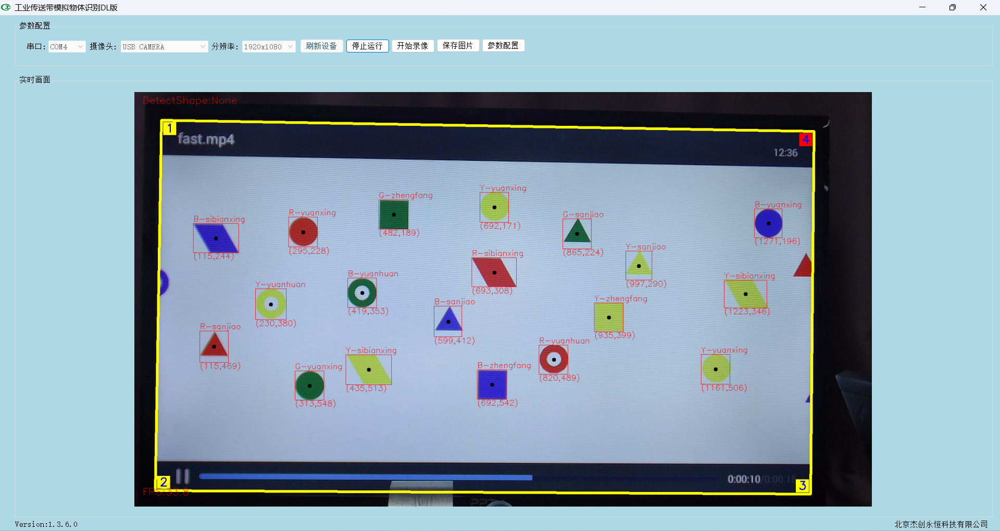 工业传送带模拟物体识别DL版
参数配置
串口: COM4 摄像头: USB CAMERA 分辨率: 1920x1080 刷新设备 停止运行 开始录像 保存图片 参数配置
实时画面
DetectShape:None
1
fast.mp4
4
12:36
Y-yuanxing
(692,171)
G-zhengfang
(482,189)
B-yuanxing
(1271,196)
R-yuanxing
(295,228)
G-sanjiao
(865,224)
B-sibianxing
(115,244)
Y-sanjiao
(997,290)
R-sibianxing
(693,308)
B-yuanhuan
(419,353)
Y-sibianxing
(1223,346)
Y-yuanhuan
(230,380)
Y-zhengfang
(935,399)
B-sanjiao
(599,412)
R-sanjiao
(115,469)
R-yuanhuan
(820,489)
Y-sibianxing
(435,513)
Y-yuanxing
(1161,506)
G-yuanxing
(313,548)
B-zhengfang
(692,542)
2
0:00:10/0:00:15
3
FPS:33.8
Version:1.3.6.0
北京杰创永恒科技有限公司